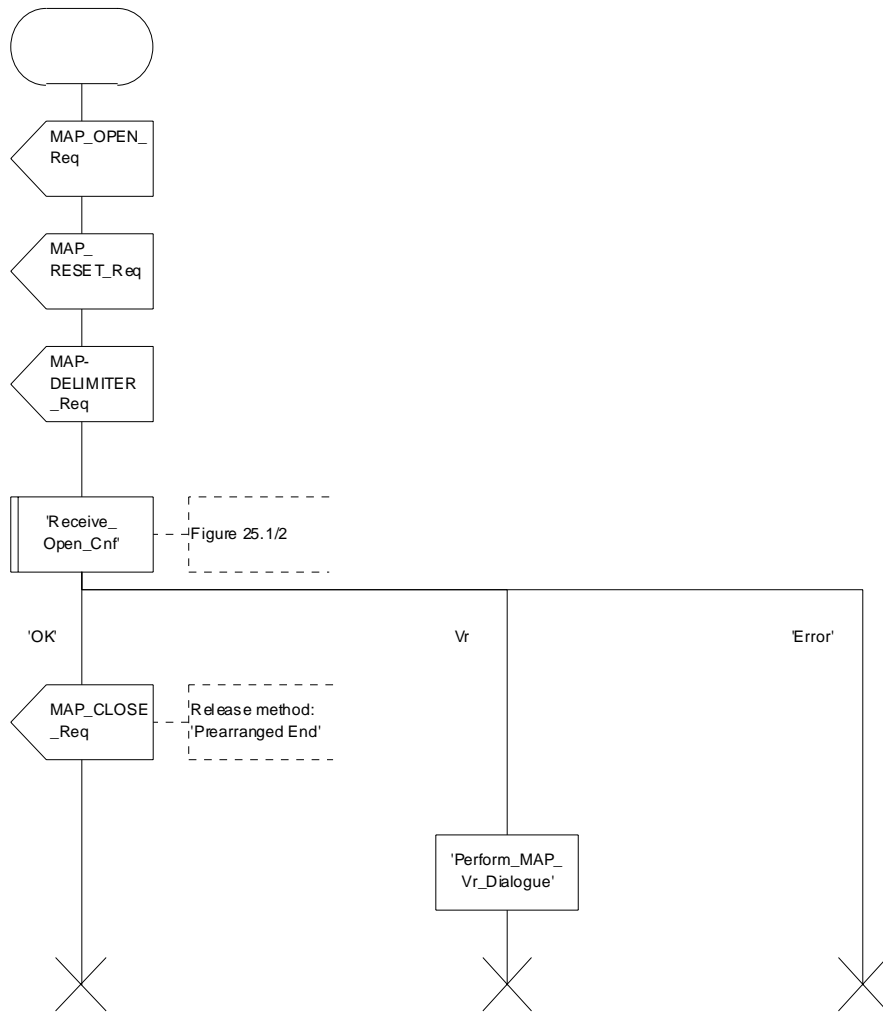 MAP_OPEN_
Req
MAP_
RESET_Req
MAP-
DELIMITER
_Req
'Receive_
Open_Cnf'
Figure 25.1/2
'OK'
Vr
'Error'
MAP_CLOSE
_Req
Release method:
'Prearranged End'
'Perform_MAP_
Vr_Dialogue'